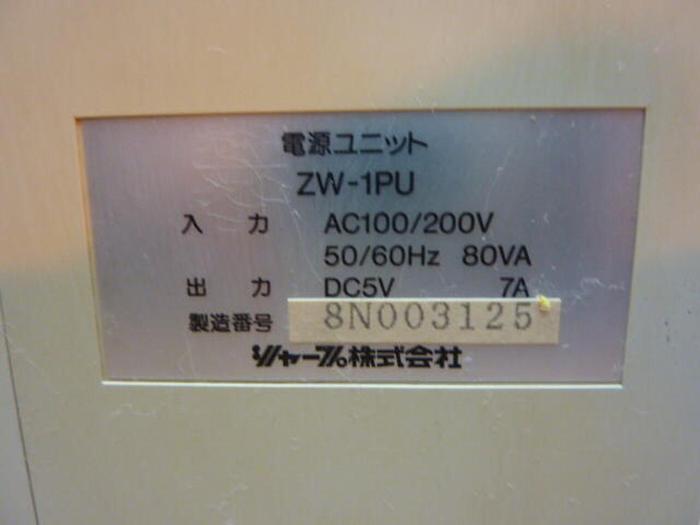 電源ユニット
ZW-1PU
入力 AC100/200V
50/60Hz 80VA
出力 DC5V 7A
製造番号 8N003125
シャープ株式会社